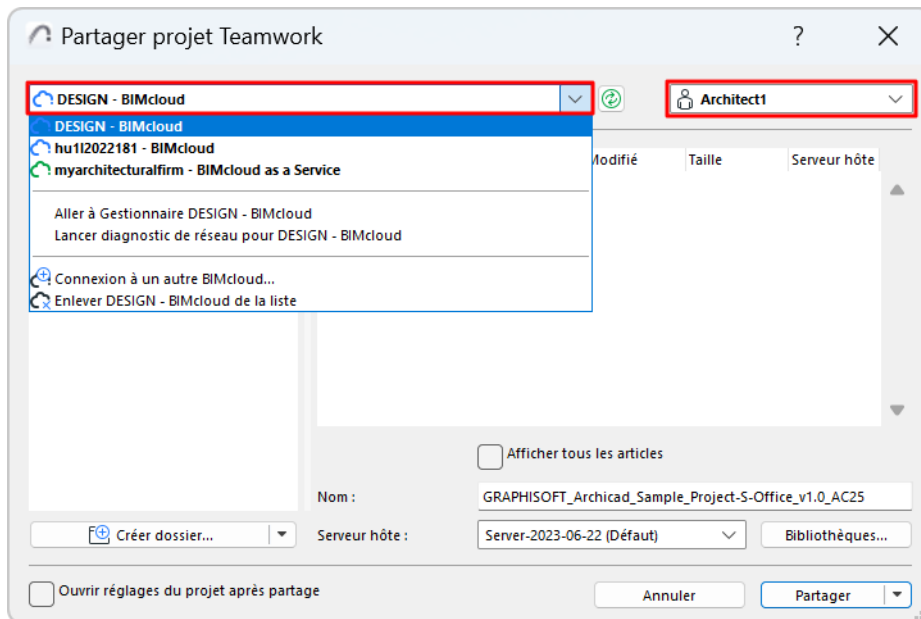 Partager projet Teamwork ?
DESIGN - BIMcloud
Architect1
DESIGN - BIMcloud
hu1l2022181 - BIMcloud
myarchitecturalfirm - BIMcloud as a Service
Modifié Taille Serveur hôte
Aller à Gestionnaire DESIGN - BIMcloud
Lancer diagnostic de réseau pour DESIGN - BIMcloud
Connexion à un autre BIMcloud...
Enlever DESIGN - BIMcloud de la liste
Afficher tous les articles
Nom : GRAPHISOFT_Archicad_Sample_Project-S-Office_v1.0_AC25
Créer dossier... Serveur hôte : Server-2023-06-22 (Défaut) Bibliothèques...
Ouvrir réglages du projet après partage Annuler Partager